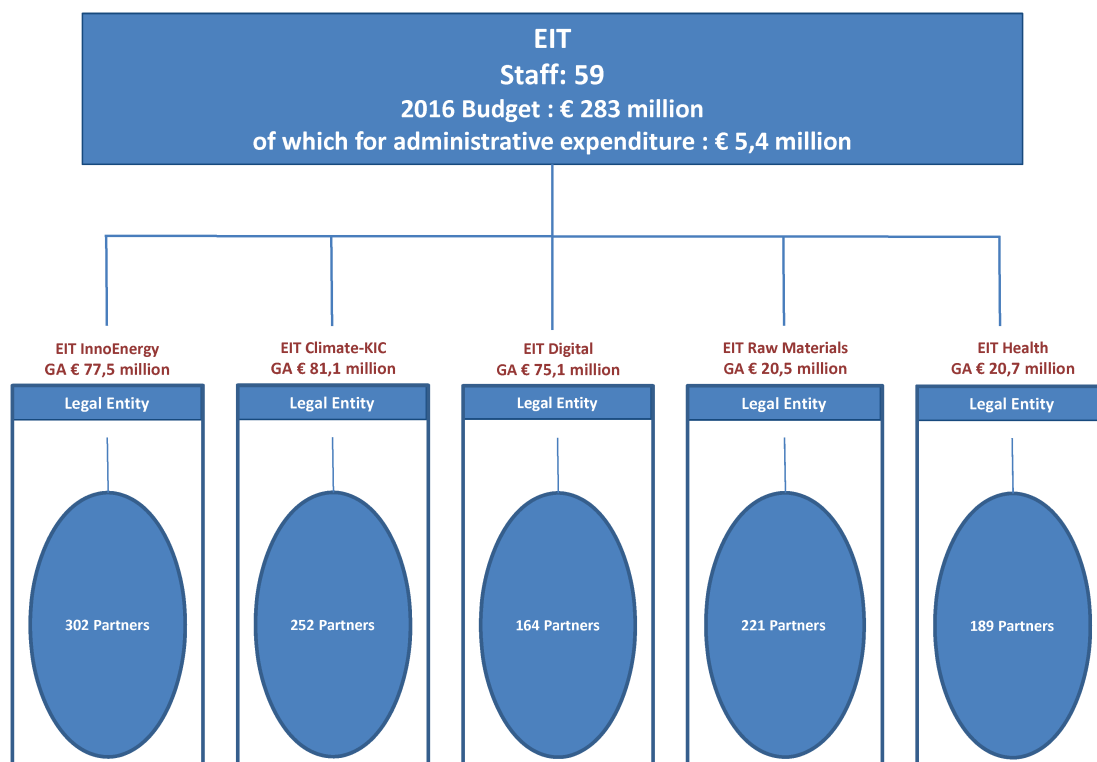 EIT
Staff: 59
2016 Budget : € 283 million
of which for administrative expenditure : € 5,4 million
EIT InnoEnergy
GA € 77,5 million
Legal Entity
302 Partners
EIT Climate-KIC
GA € 81,1 million
Legal Entity
252 Partners
EIT Digital
GA € 75,1 million
Legal Entity
164 Partners
EIT Raw Materials
GA € 20,5 million
Legal Entity
221 Partners
EIT Health
GA € 20,7 million
Legal Entity
189 Partners